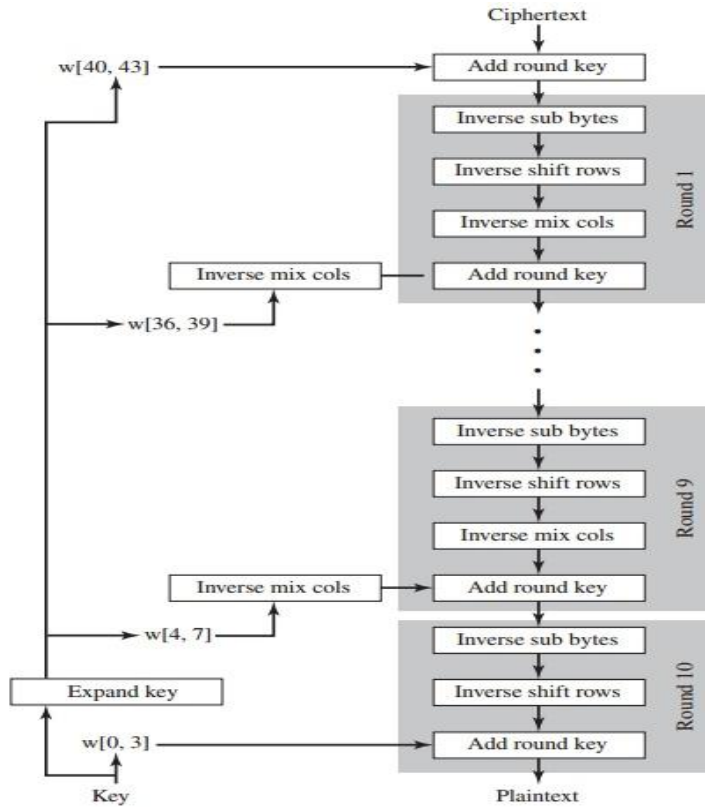 Ciphertext
w[40, 43]
Add round key
Inverse sub bytes
Inverse shift rows
Inverse mix cols
Round 1
Inverse mix cols
Add round key
w[36, 39]
Inverse sub bytes
Inverse shift rows
Inverse mix cols
Round 9
Inverse mix cols
Add round key
w[4, 7]
Inverse sub bytes
Expand key
Inverse shift rows
Round 10
w[0, 3]
Add round key
Key
Plaintext